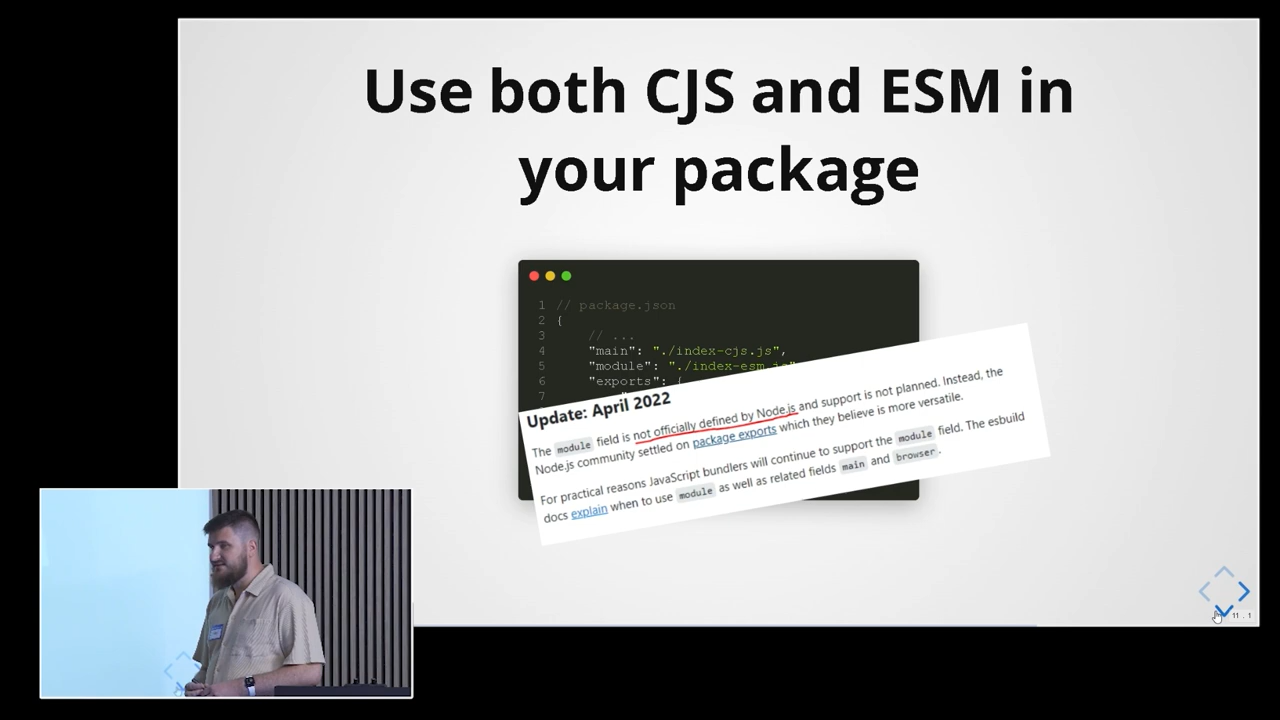 Use both CJS and ESM in
your package
1 // package.json
2 {
3 // ...
4 "main": "./index-cjs.js",
5 "module": "./index-esm.js"
6 "exports": {
7
Update: April 2022
The module field is not officially defined by Node.js and support is not planned. Instead, the
Node.js community settled on package exports which they believe is more versatile.
For practical reasons JavaScript bundlers will continue to support the module field. The esbuild
docs explain when to use module as well as related fields main and browser.
11 . 1